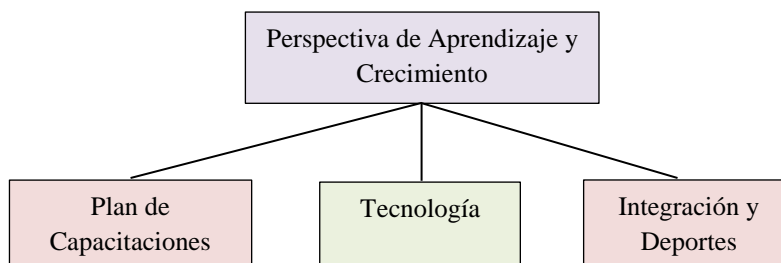 Perspectiva de Aprendizaje y
Crecimiento
Plan de
Capacitaciones
Tecnología
Integración y
Deportes